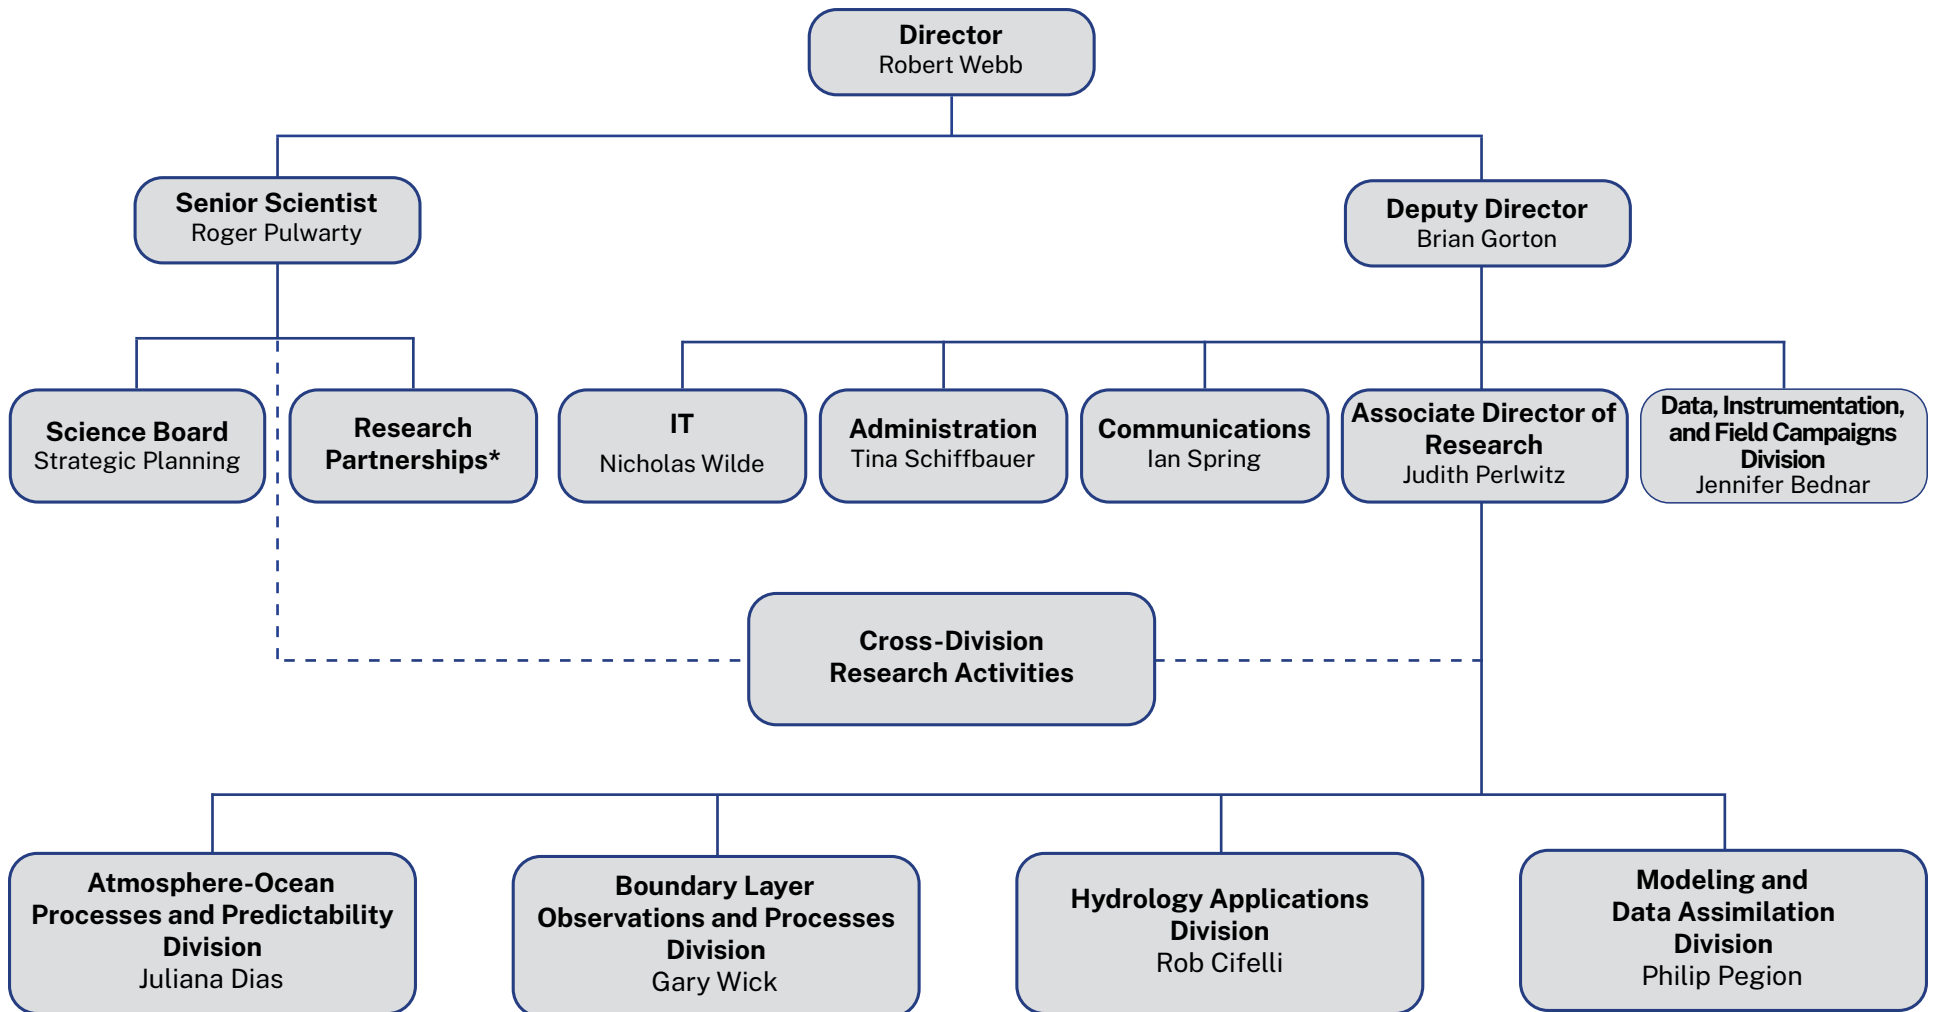 Director
Robert Webb
Senior Scientist
Roger Pulwarty
Deputy Director
Brian Gorton
Science Board
Strategic Planning
Research
Partnerships*
IT
Nicholas Wilde
Administration
Tina Schiffbauer
Communications
Ian Spring
Associate Director of
Research
Judith Perlwitz
Data, Instrumentation,
and Field Campaigns
Division
Jennifer Bednar
Cross-Division
Research Activities
Atmosphere-Ocean
Processes and Predictability
Division
Juliana Dias
Boundary Layer
Observations and Processes
Division
Gary Wick
Hydrology Applications
Division
Rob Cifelli
Modeling and
Data Assimilation
Division
Philip Pegion